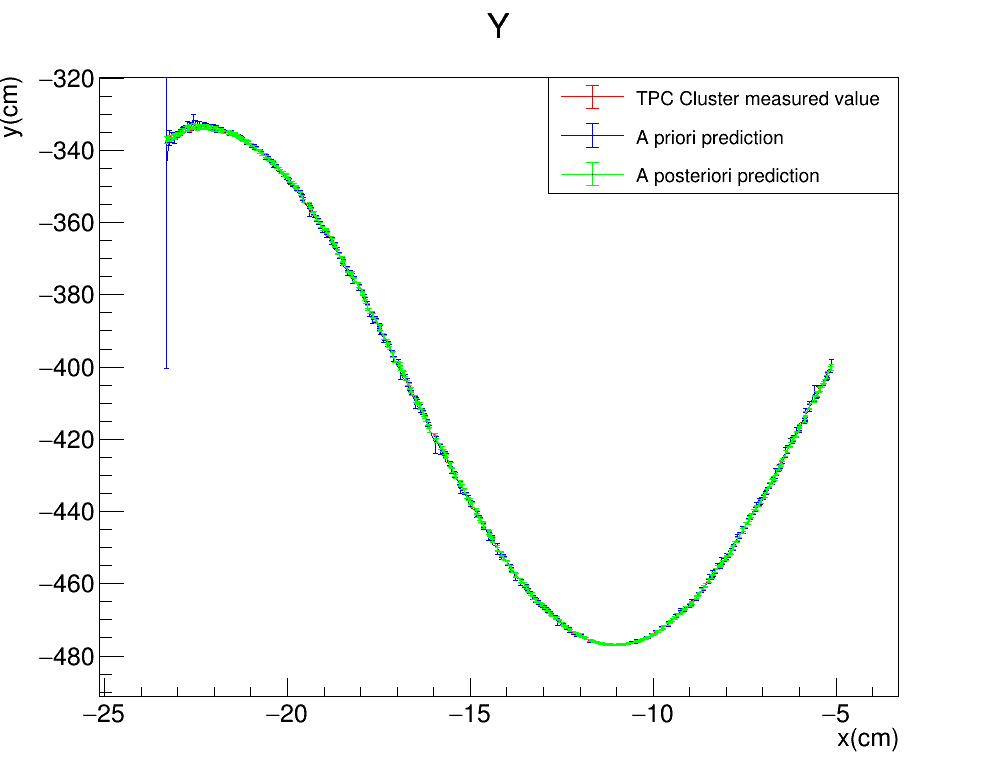 Y
y(cm)
−320
−340
−360
−380
−400
−420
−440
−460
−480
TPC Cluster measured value
A priori prediction
A posteriori prediction
−25 −20 −15 −10 −5
x(cm)